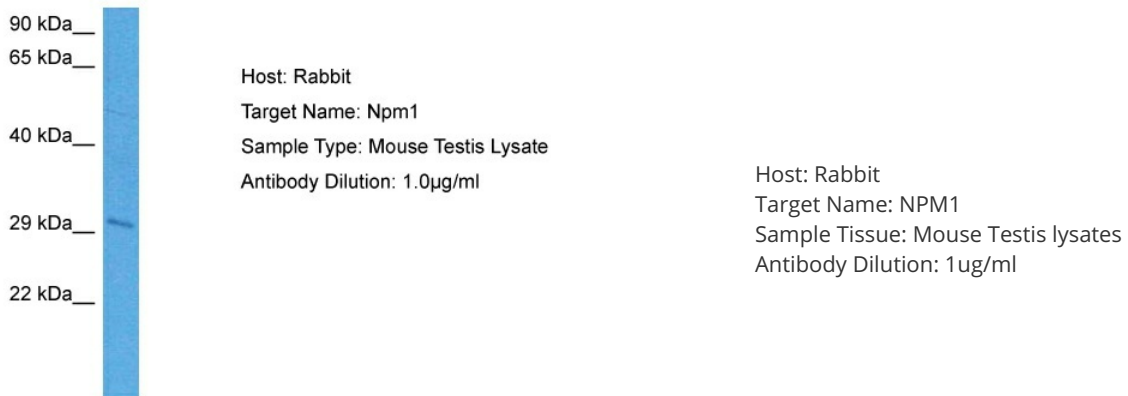 90 kDa__
65 kDa__
40 kDa__
29 kDa__
22 kDa__
Host: Rabbit
Target Name: Npm1
Sample Type: Mouse Testis Lysate
Antibody Dilution: 1.0µg/ml
Host: Rabbit
Target Name: NPM1
Sample Tissue: Mouse Testis lysates
Antibody Dilution: 1ug/ml